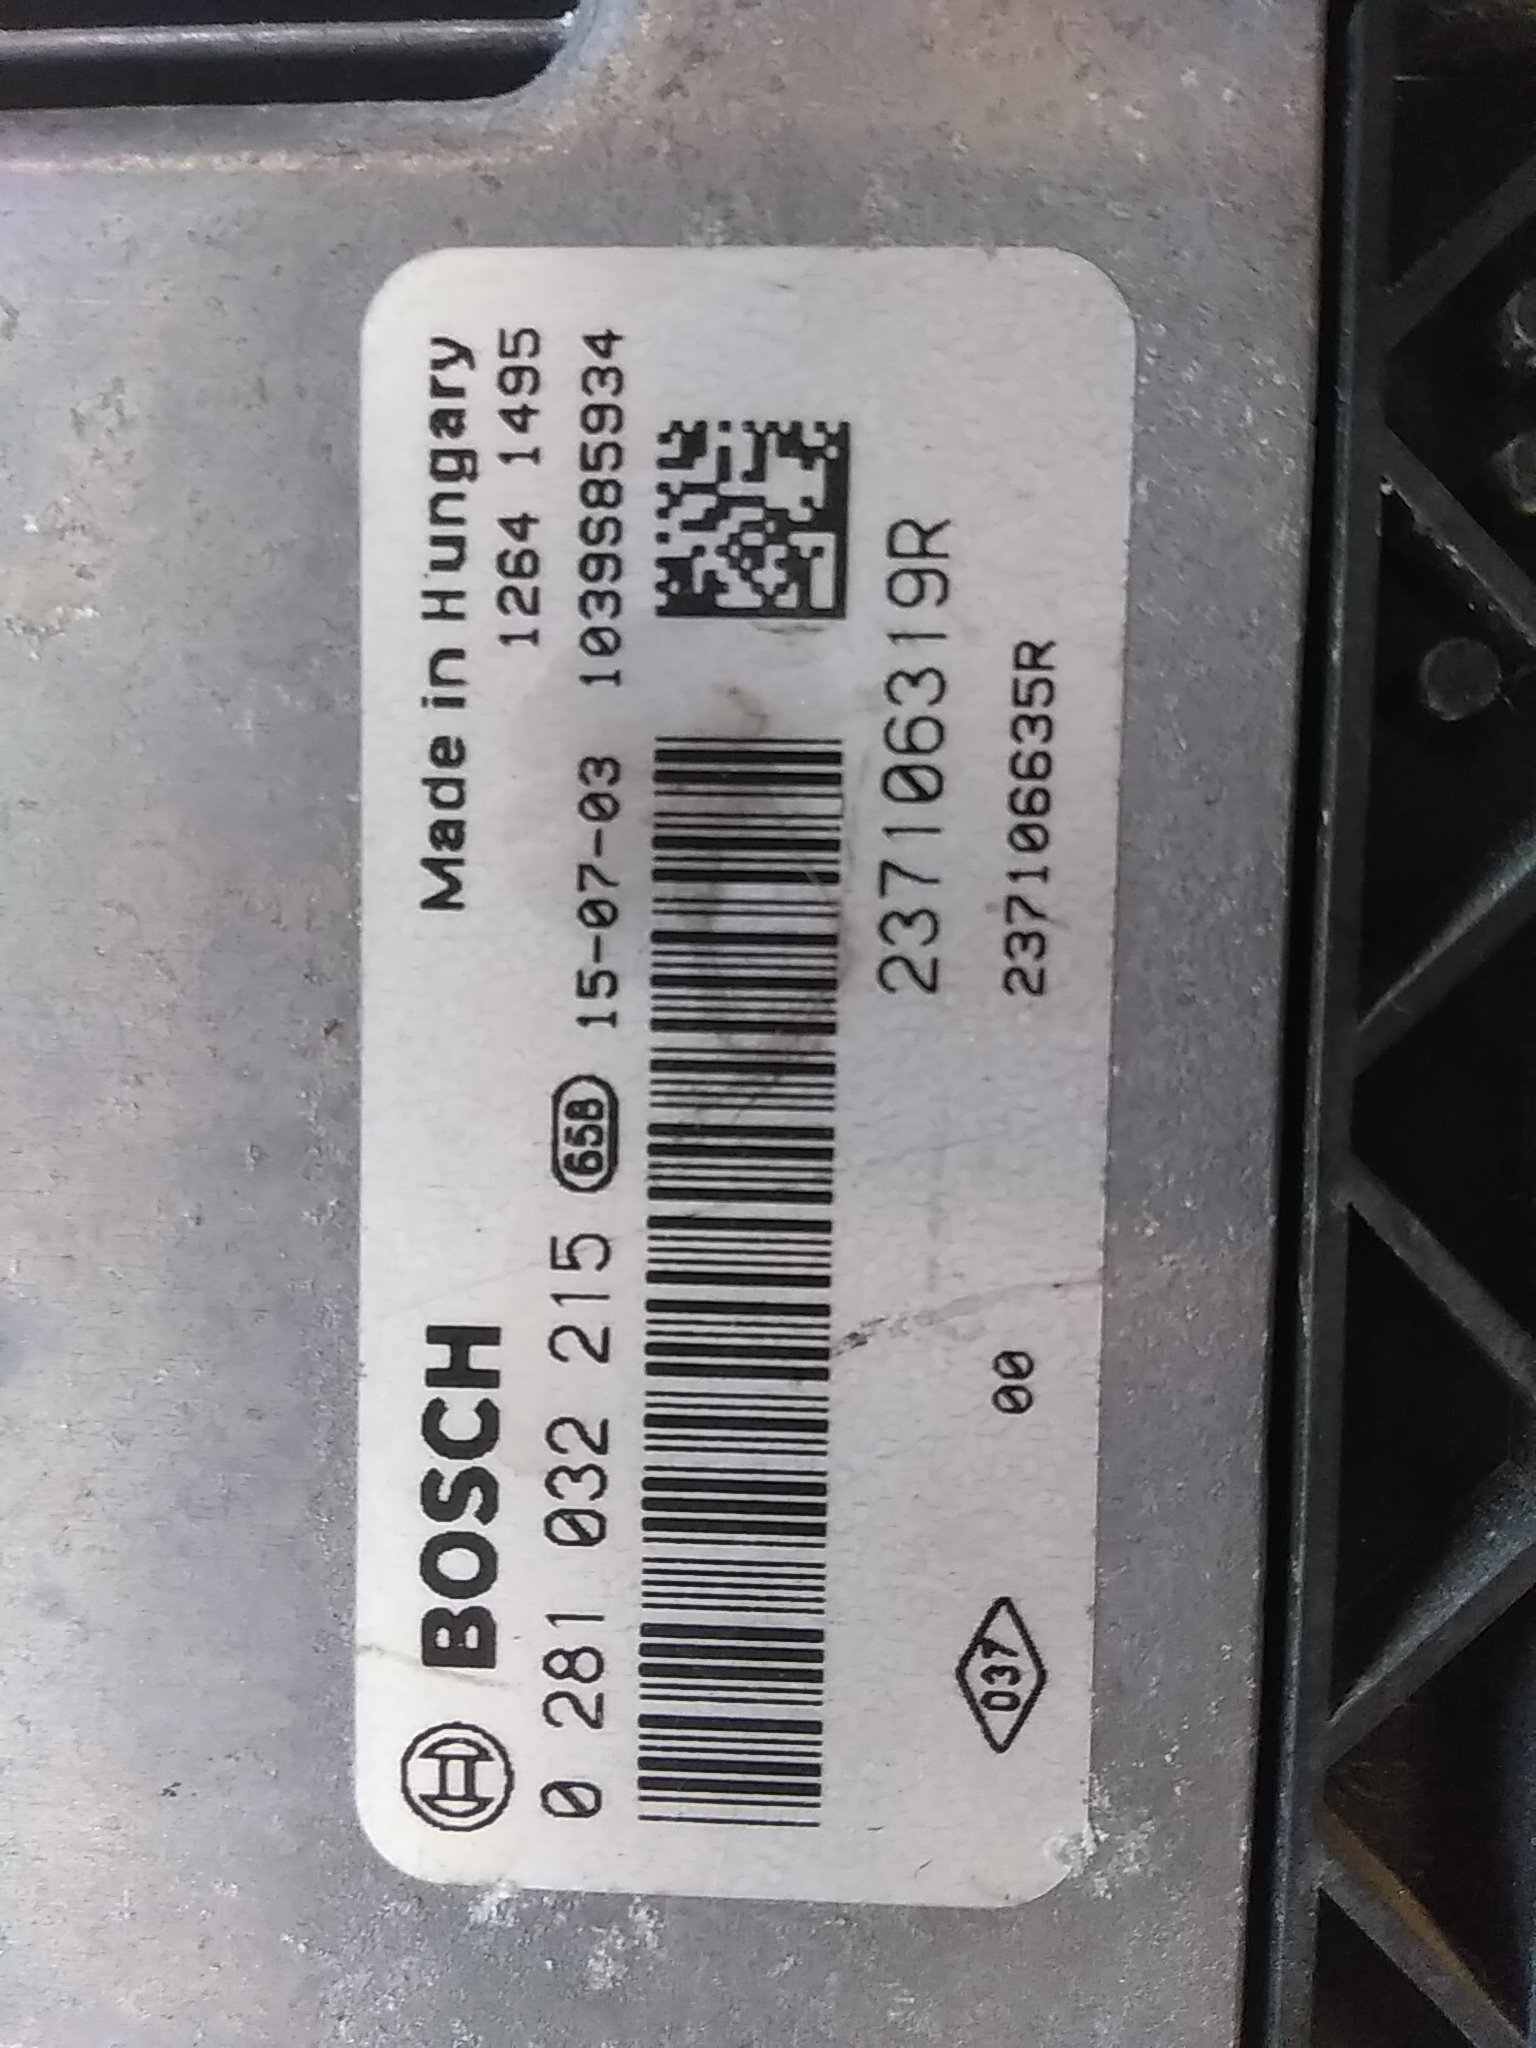 BOSCH
Made in Hungary
1264 1495
0 281 032 215 65B 15-07-03 1039S85934
237106319R
037 00 237106635R